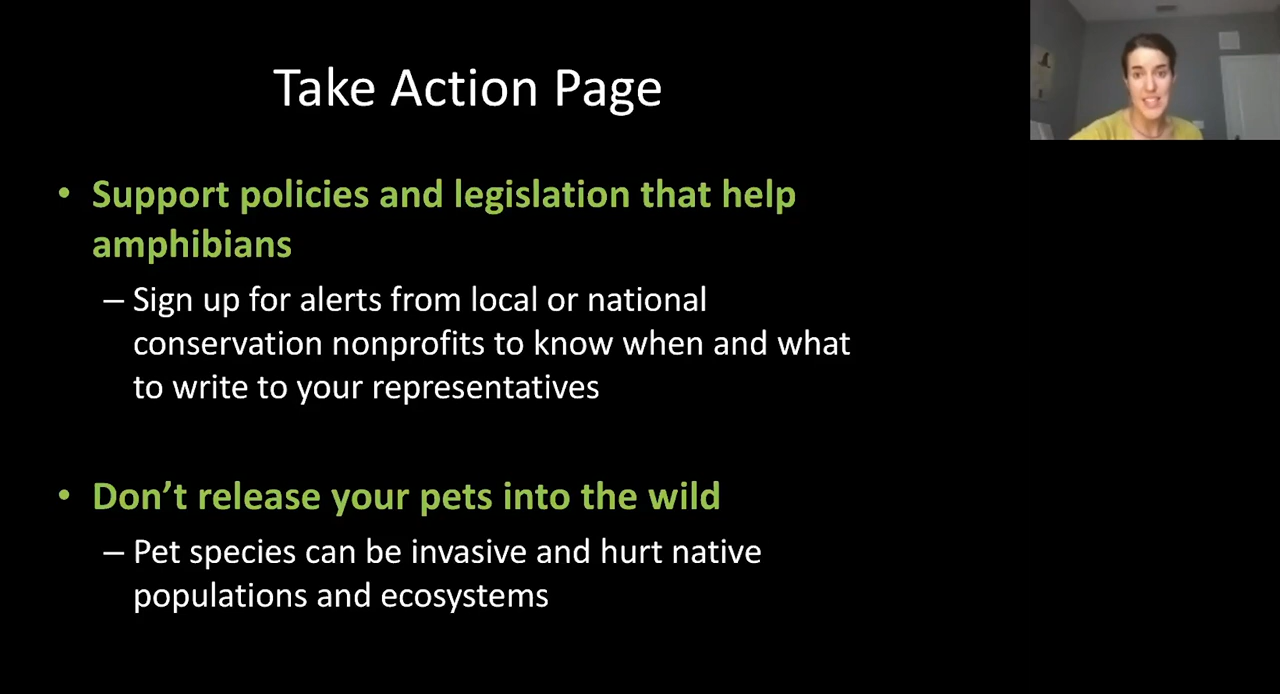 Take Action Page
• Support policies and legislation that help
amphibians
– Sign up for alerts from local or national
conservation nonprofits to know when and what
to write to your representatives
• Don’t release your pets into the wild
– Pet species can be invasive and hurt native
populations and ecosystems